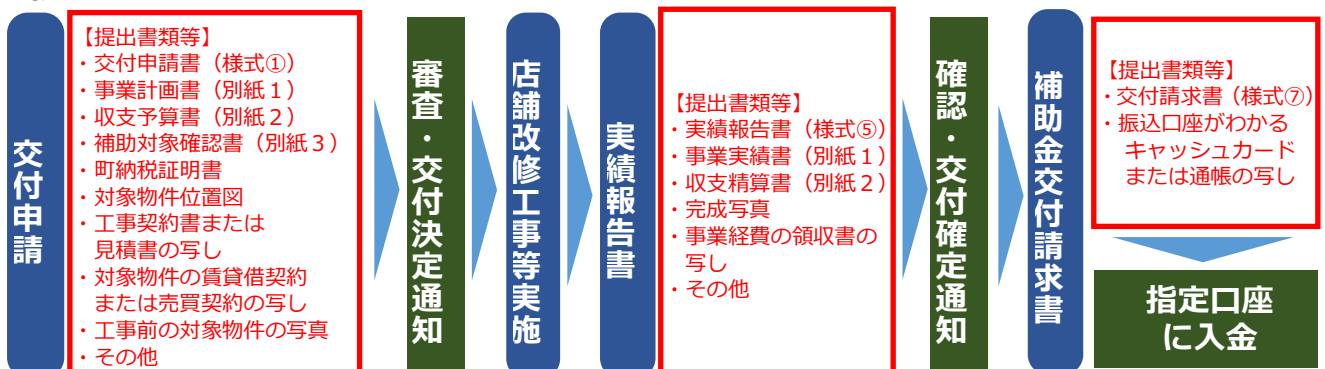 交付申請
【提出書類等】
・交付申請書（様式①）
・事業計画書（別紙１）
・収支予算書（別紙２）
・補助対象確認書（別紙３）
・町納税証明書
・対象物件位置図
・工事契約書または
見積書の写し
・対象物件の賃貸借契約
または売買契約の写し
・工事前の対象物件の写真
・その他
審査・交付決定通知
店舗改修工事等実施
実績報告書
【提出書類等】
・実績報告書（様式⑤）
・事業実績書（別紙１）
・収支精算書（別紙２）
・完成写真
・事業経費の領収書の
写し
・その他
確認・交付確定通知
補助金交付請求書
【提出書類等】
・交付請求書（様式⑦）
・振込口座がわかる
キャッシュカード
または通帳の写し
指定口座
に入金